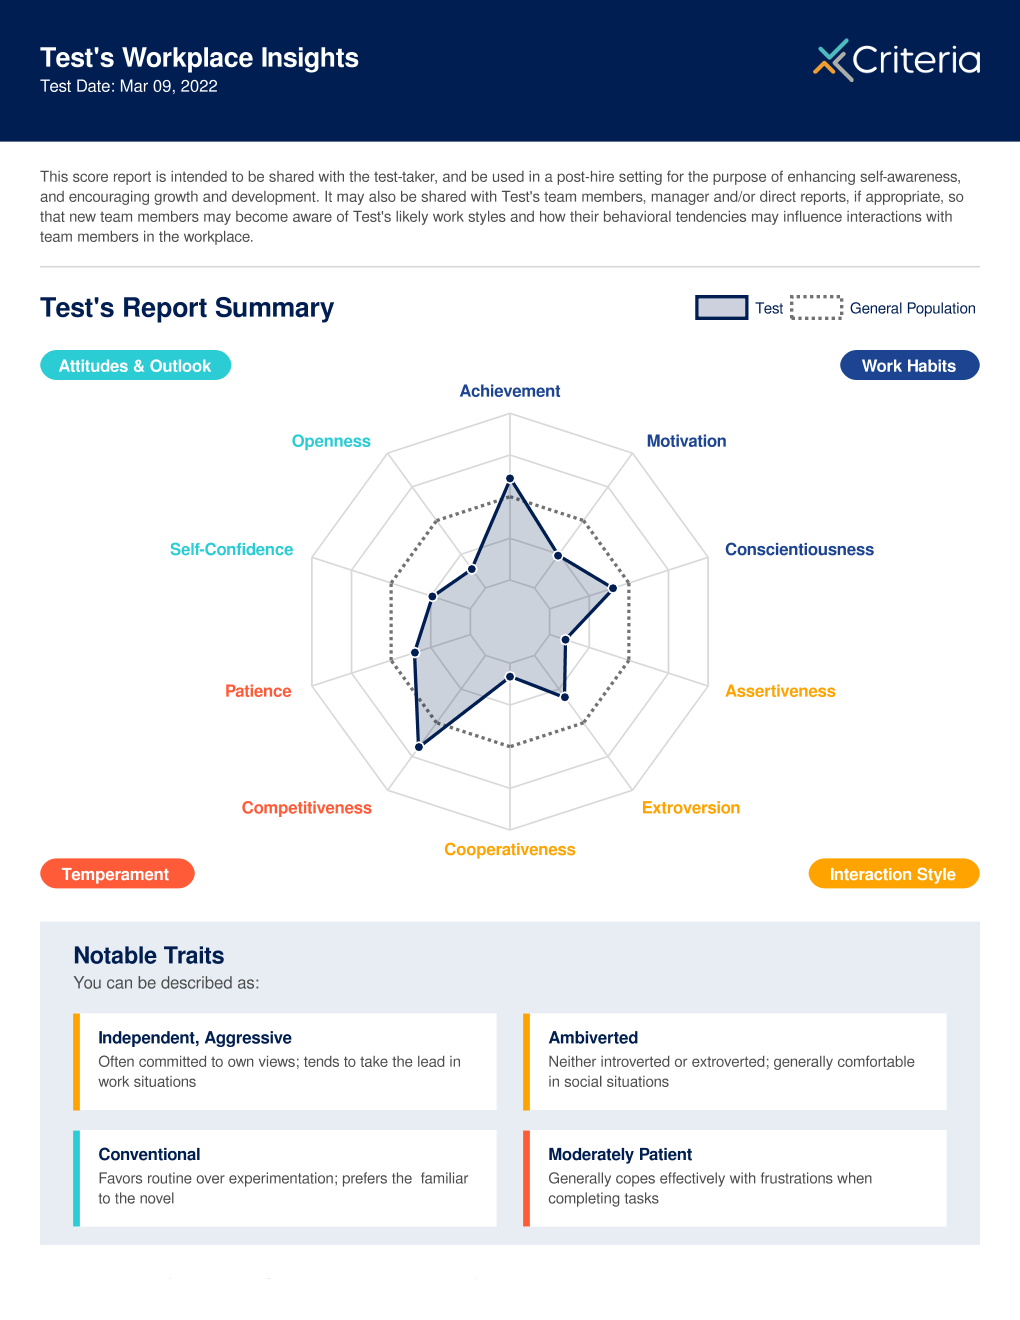 Test's Workplace Insights
Test Date: Mar 09, 2022
Criteria
This score report is intended to be shared with the test-taker, and be used in a post-hire setting for the purpose of enhancing self-awareness,
and encouraging growth and development. It may also be shared with Test's team members, manager and/or direct reports, if appropriate, so
that new team members may become aware of Test's likely work styles and how their behavioral tendencies may influence interactions with
team members in the workplace.
Test's Report Summary
Test
General Population
Attitudes & Outlook
Work Habits
Achievement
Openness
Motivation
Self-Confidence
Conscientiousness
Patience
Assertiveness
Competitiveness
Extroversion
Cooperativeness
Temperament
Interaction Style
Notable Traits
You can be described as:
Independent, Aggressive
Often committed to own views; tends to take the lead in
work situations
Ambiverted
Neither introverted or extroverted; generally comfortable
in social situations
Conventional
Favors routine over experimentation; prefers the  familiar
to the novel
Moderately Patient
Generally copes effectively with frustrations when
completing tasks